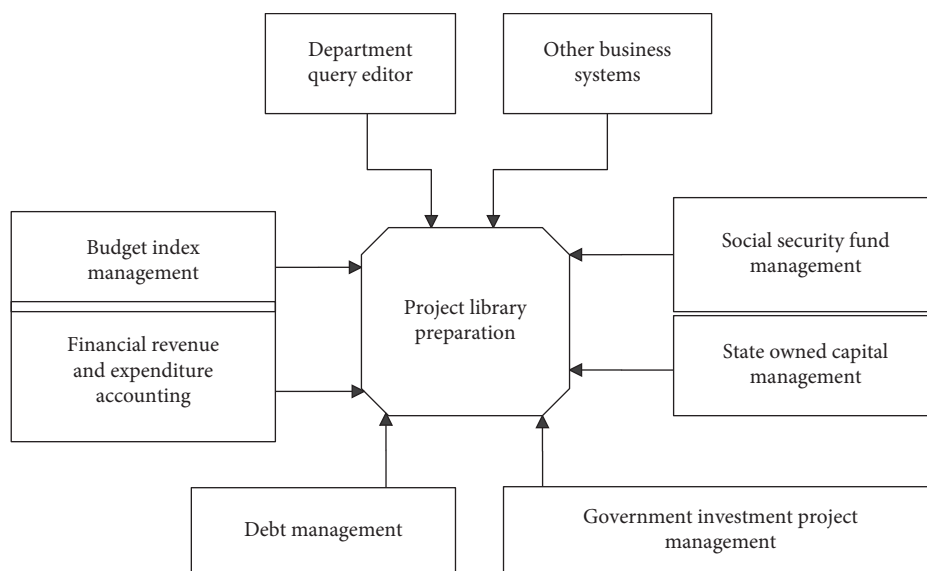 Department
query editor
Other business
systems
Budget index
management
Social security fund
management
Project library
preparation
Financial revenue
and expenditure
accounting
State owned capital
management
Debt management
Government investment project
management